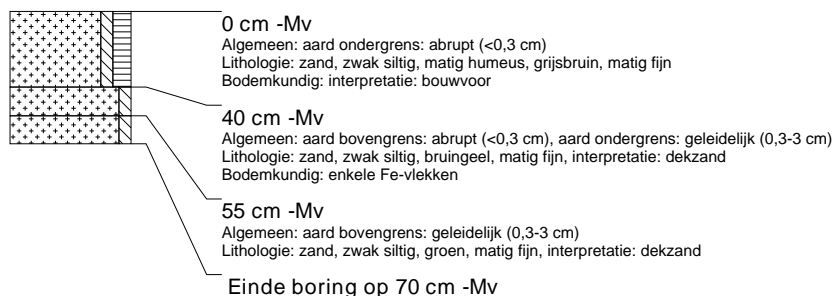 0 cm -Mv
Algemeen: aard ondergrens: abrupt (<0,3 cm)
Lithologie: zand, zwak siltig, matig humeus, grijsbruin, matig fijn
Bodemkundig: interpretatie: bouwvoor
40 cm -Mv
Algemeen: aard bovengrens: abrupt (<0,3 cm), aard ondergrens: geleidelijk (0,3-3 cm)
Lithologie: zand, zwak siltig, bruingeel, matig fijn, interpretatie: dekzand
Bodemkundig: enkele Fe-vlekken
55 cm -Mv
Algemeen: aard bovengrens: geleidelijk (0,3-3 cm)
Lithologie: zand, zwak siltig, groen, matig fijn, interpretatie: dekzand
Einde boring op 70 cm -Mv